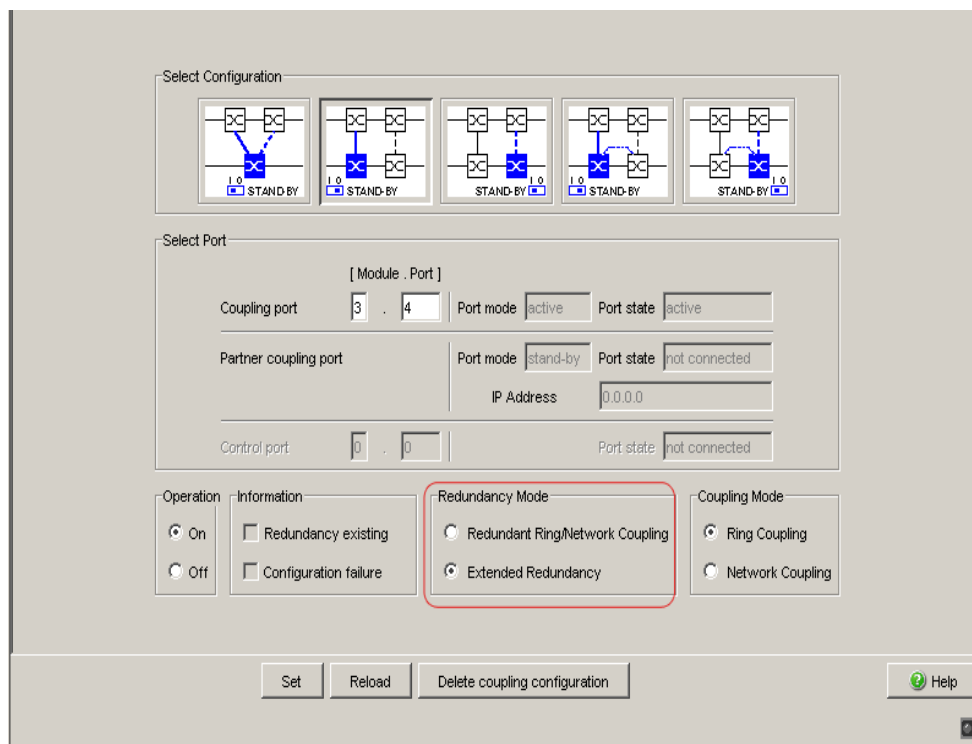 Select Configuration
I 0 STAND-BY
I 0 STAND-BY
STAND-BY I 0
I 0 STAND-BY
STAND-BY I 0
Select Port
[ Module . Port ]
Coupling port 3 . 4 Port mode active Port state active
Partner coupling port Port mode stand-by Port state not connected
IP Address 0.0.0.0
Control port 0 . 0 Port state not connected
Operation Information Redundancy Mode Coupling Mode
On Redundancy existing Redundant Ring/Network Coupling Ring Coupling
Off Configuration failure Extended Redundancy Network Coupling
Set Reload Delete coupling configuration Help